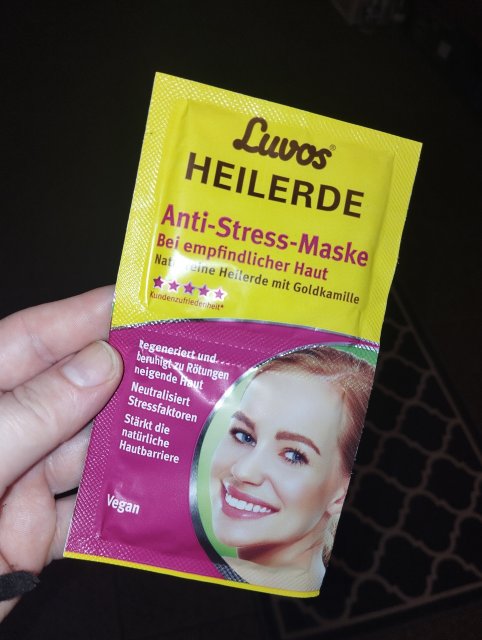 Luvos®
HEILERDE
Anti-Stress-Maske
Bei empfindlicher Haut
Naturreine Heilerde mit Goldkamille
Kundenzufriedenheit*
regeneriert und
beruhigt zu Rötungen
neigende Haut
Neutralisiert
Stressfaktoren
Stärkt die
natürliche
Hautbarriere
Vegan